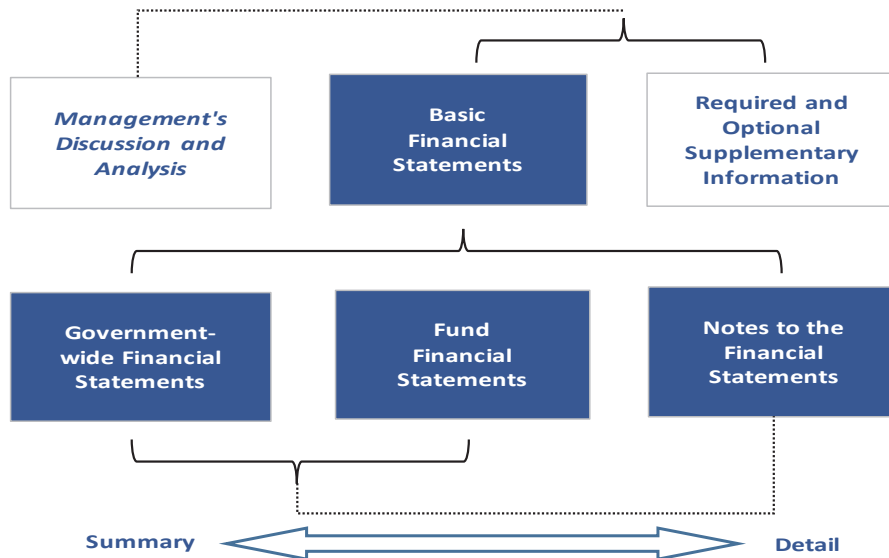 Management's
Discussion and
Analysis
Basic
Financial
Statements
Required and
Optional
Supplementary
Information
Government-
wide Financial
Statements
Fund
Financial
Statements
Notes to the
Financial
Statements
Summary
Detail